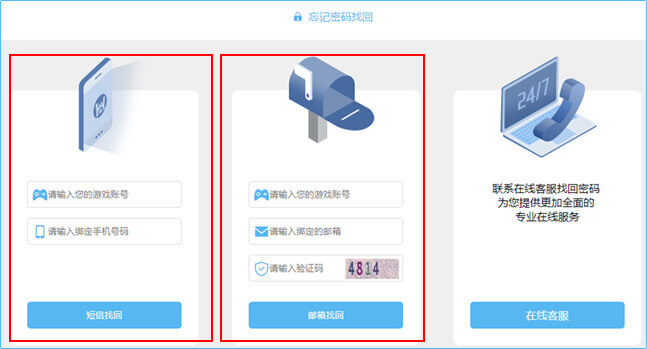 忘记密码找回
请输入您的游戏账号
请输入绑定手机号码
短信找回
请输入您的游戏账号
请输入绑定的邮箱
请输入验证码
4814
邮箱找回
24/7
联系在线客服找回密码
为您提供更加全面的
专业在线服务
在线客服